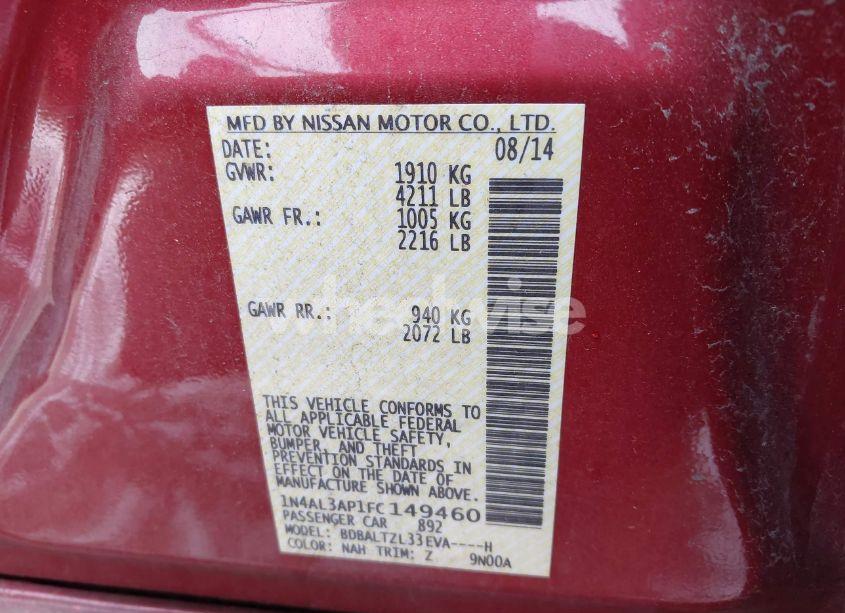 MFD BY NISSAN MOTOR CO., LTD.
DATE: 08/14
GVWR: 1910 KG
4211 LB
GAWR FR.: 1005 KG
2216 LB
GAWR RR.: 940 KG
2072 LB
wheelwise
THIS VEHICLE CONFORMS TO
ALL APPLICABLE FEDERAL
MOTOR VEHICLE SAFETY,
BUMPER, AND THEFT
PREVENTION STANDARDS IN
EFFECT ON THE DATE OF
MANUFACTURE SHOWN ABOVE.
1N4AL3AP1FC149460
PASSENGER CAR 892
MODEL: BDBALTZL33EVA----H
COLOR: NAH TRIM: Z 9N00A